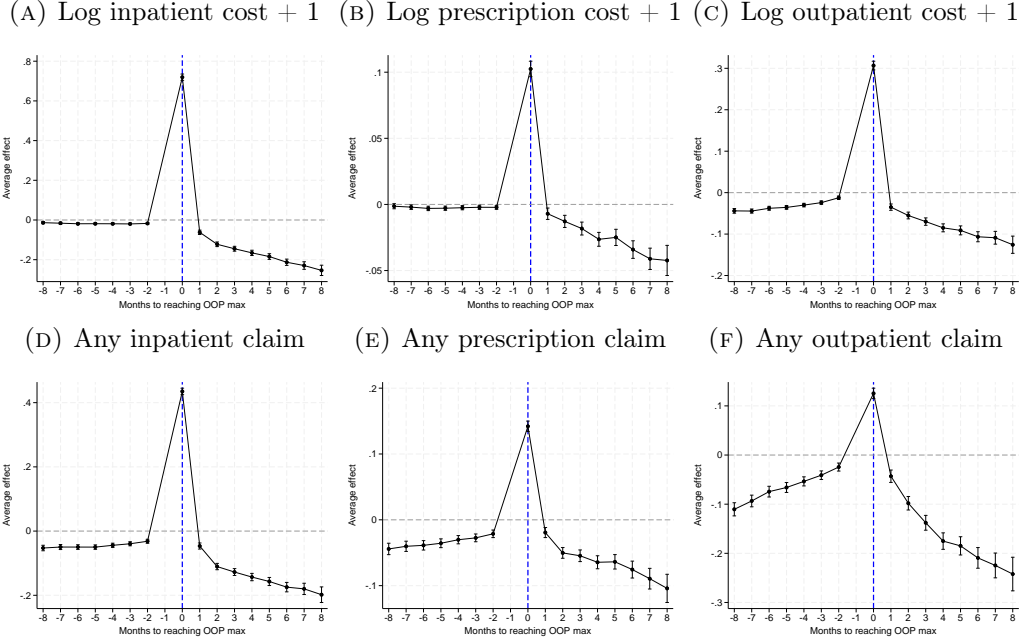 (A) Log inpatient cost + 1 (B) Log prescription cost + 1 (C) Log outpatient cost + 1
.8
.6
.4
.2
0
-.2
Average effect
-8 -7 -6 -5 -4 -3 -2 -1 0 1 2 3 4 5 6 7 8
Months to reaching OOP max
.1
.05
0
-.05
Average effect
-8 -7 -6 -5 -4 -3 -2 -1 0 1 2 3 4 5 6 7 8
Months to reaching OOP max
.3
.2
.1
0
-.1
-.2
Average effect
-8 -7 -6 -5 -4 -3 -2 -1 0 1 2 3 4 5 6 7 8
Months to reaching OOP max
(D) Any inpatient claim (E) Any prescription claim (F) Any outpatient claim
.4
.2
0
-.2
Average effect
-8 -7 -6 -5 -4 -3 -2 -1 0 1 2 3 4 5 6 7 8
Months to reaching OOP max
.2
.1
0
-.1
Average effect
-8 -7 -6 -5 -4 -3 -2 -1 0 1 2 3 4 5 6 7 8
Months to reaching OOP max
.1
0
-.1
-.2
-.3
Average effect
-8 -7 -6 -5 -4 -3 -2 -1 0 1 2 3 4 5 6 7 8
Months to reaching OOP max